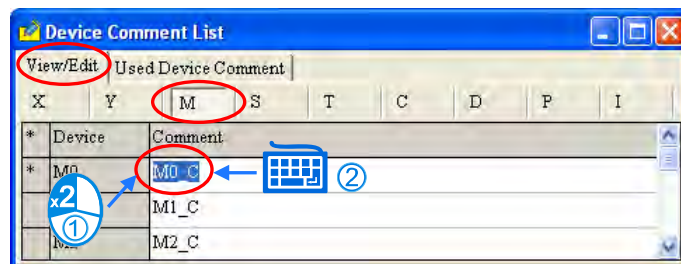 Device Comment List
View/Edit Used Device Comment
X Y M S T C D P I
* Device Comment
* M0 M0_C ②
x2 ① M1_C
M2_C